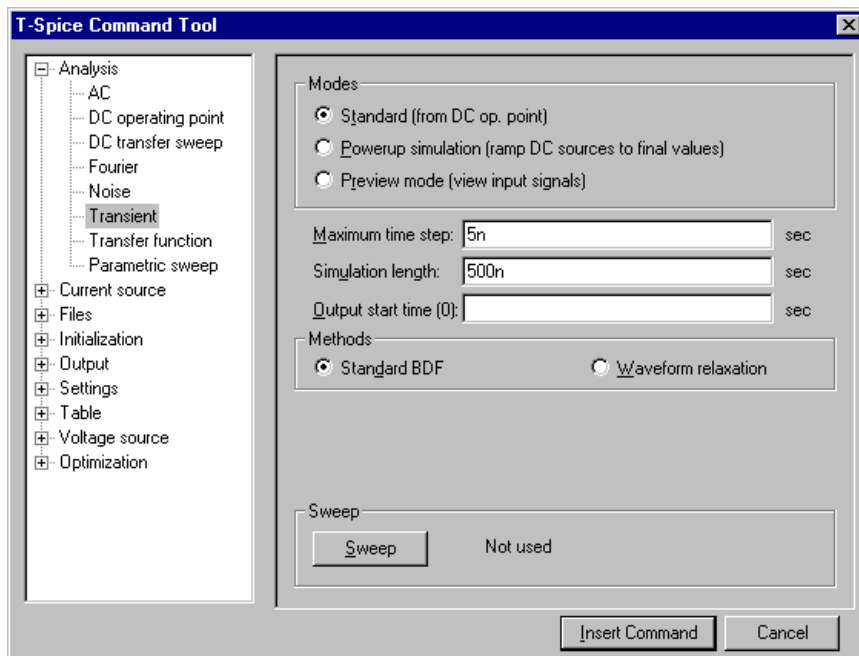 T-Spice Command Tool
Analysis
AC
DC operating point
DC transfer sweep
Fourier
Noise
Transient
Transfer function
Parametric sweep
Current source
Files
Initialization
Output
Settings
Table
Voltage source
Optimization
Modes
Standard (from DC op. point)
Powerup simulation (ramp DC sources to final values)
Preview mode (view input signals)
Maximum time step: 5n sec
Simulation length: 500n sec
Output start time (0): sec
Methods
Standard BDF Waveform relaxation
Sweep
Sweep Not used
Insert Command Cancel